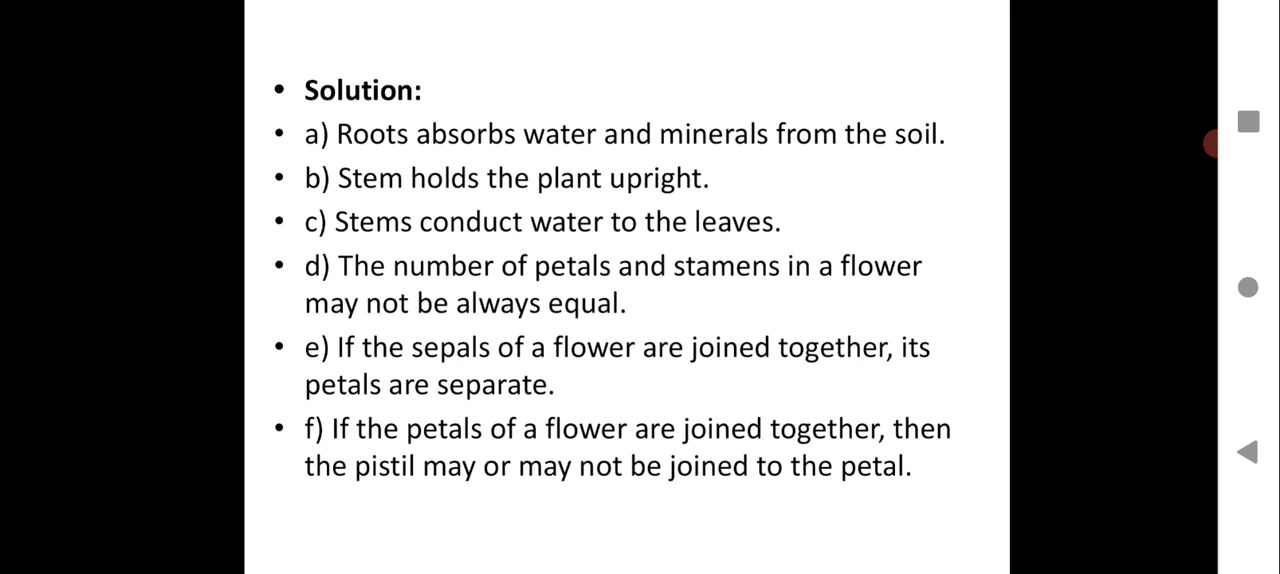 • Solution:
• a) Roots absorbs water and minerals from the soil.
• b) Stem holds the plant upright.
• c) Stems conduct water to the leaves.
• d) The number of petals and stamens in a flower
may not be always equal.
• e) If the sepals of a flower are joined together, its
petals are separate.
• f) If the petals of a flower are joined together, then
the pistil may or may not be joined to the petal.